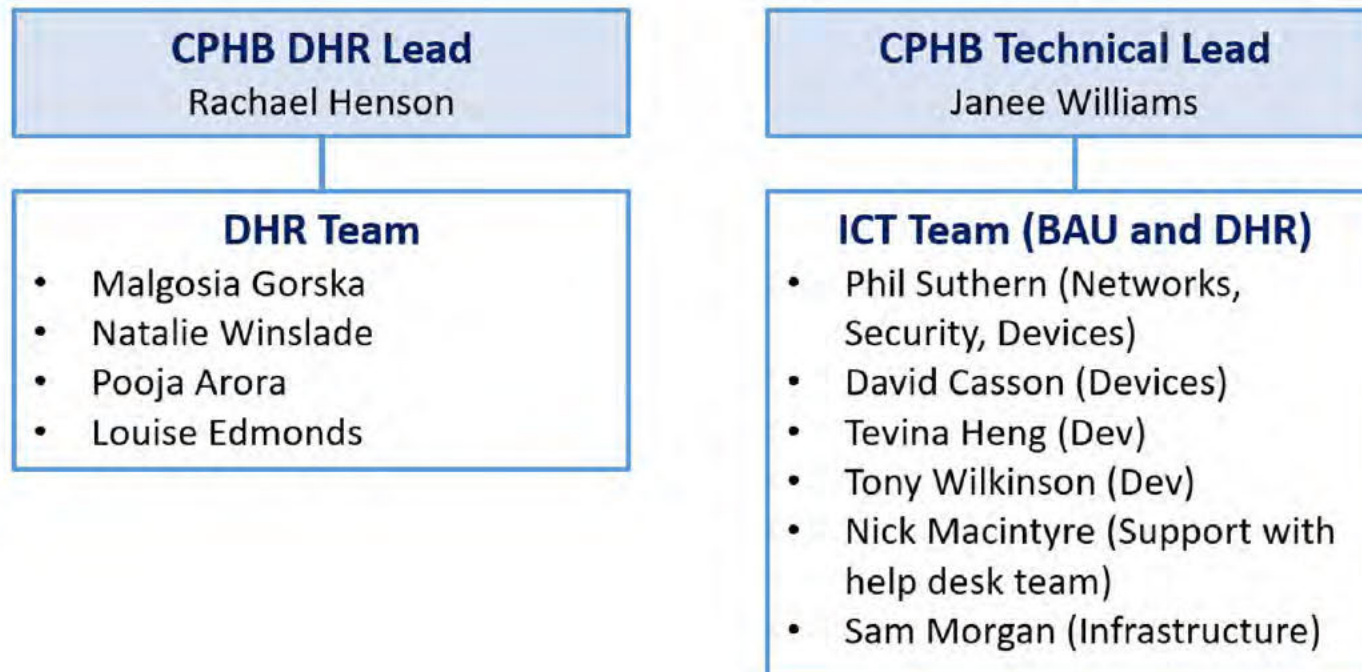 CPHB DHR Lead
Rachael Henson
DHR Team
• Malgosia Gorska
• Natalie Winslade
• Pooja Arora
• Louise Edmonds
CPHB Technical Lead
Janee Williams
ICT Team (BAU and DHR)
• Phil Suthern (Networks,
Security, Devices)
• David Casson (Devices)
• Tevina Heng (Dev)
• Tony Wilkinson (Dev)
• Nick Macintyre (Support with
help desk team)
• Sam Morgan (Infrastructure)